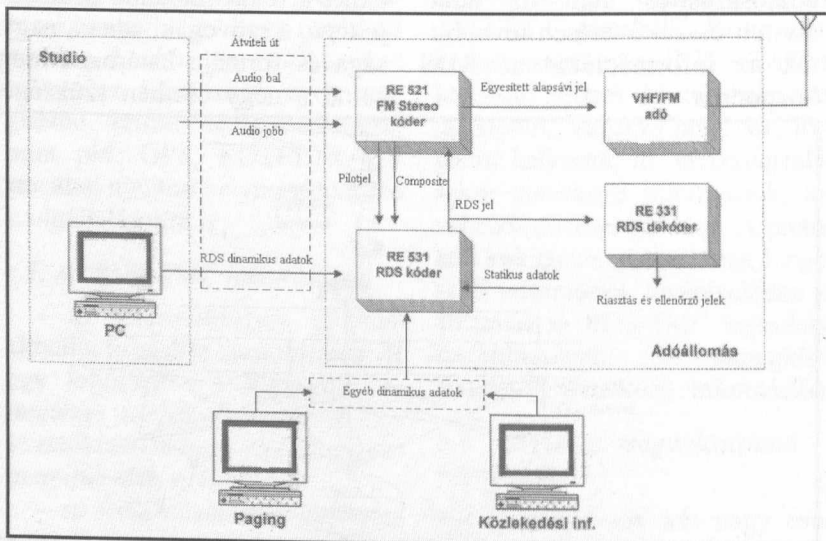 Studió
Átviteli út
Audio bal
Audio jobb
RE 521
FM Stereo
kóder
Egyesített alapsávi jel
VHF/FM
adó
Pilotjel
Composite
RDS jel
RE 331
RDS dekóder
RDS dinamikus adatok
RE 531
RDS kóder
Statikus adatok
Riasztás és ellenőrző jelek
PC
Adóállomás
Egyéb dinamikus adatok
Paging
Közlekedési inf.